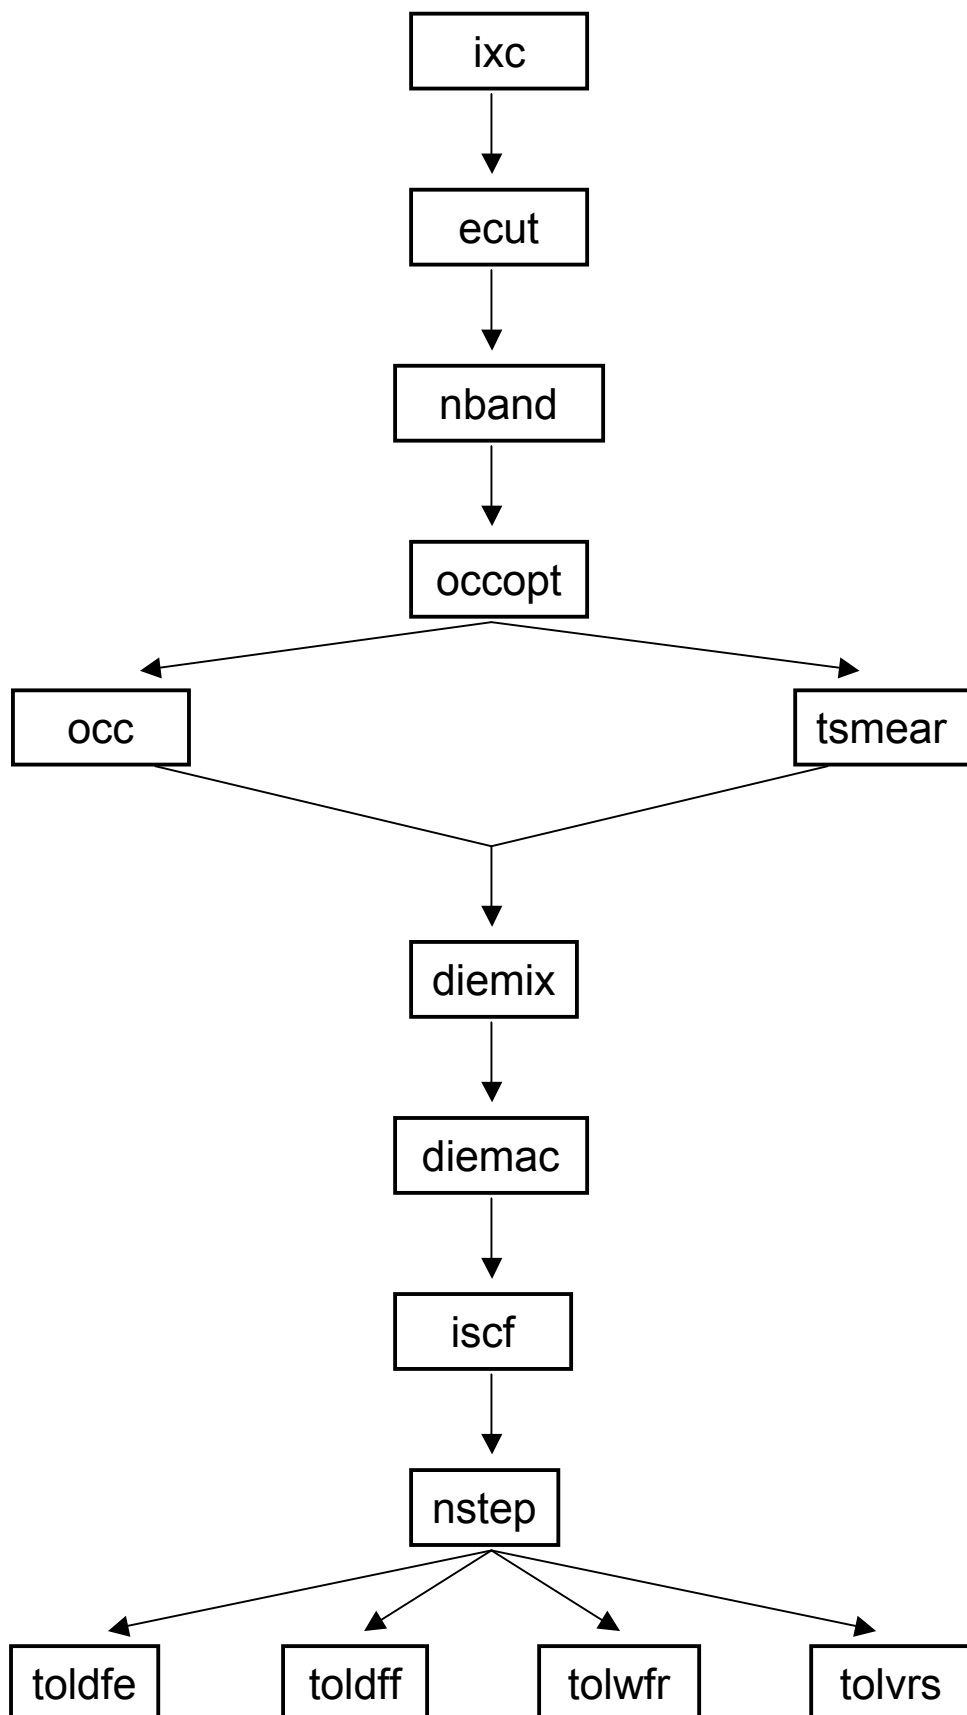 ixc
ecut
nband
occopt
occ
tsmear
diemix
diemac
iscf
nstep
toldfe
toldff
tolwfr
tolvrs